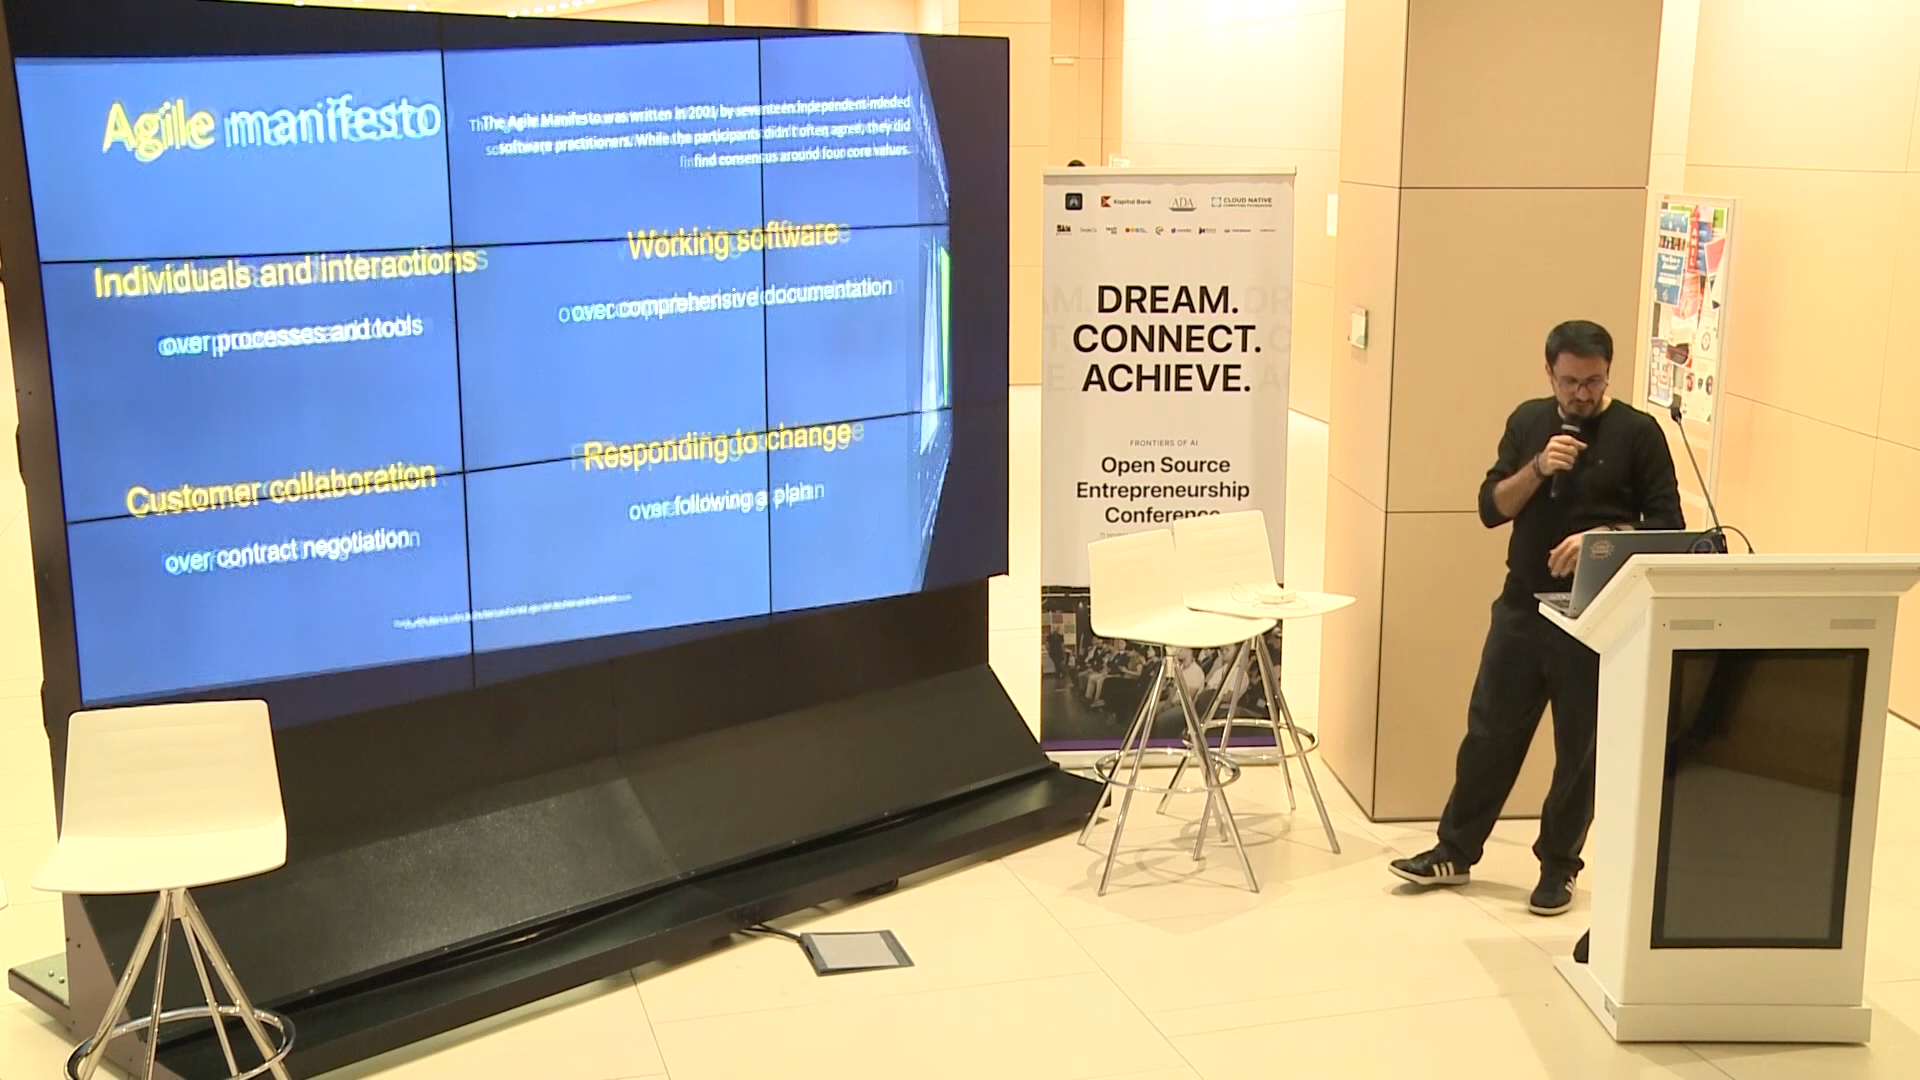 Agile manifesto
The Agile Manifesto was written in 2001 by seventeen independent-minded
software practitioners. While the participants didn't often agree, they did
find consensus around four core values.
Individuals and interactions
over processes and tools
Working software
over comprehensive documentation
Customer collaboration
over contract negotiation
Responding to change
over following a plan
Kapital Bank
ADA
CLOUD NATIVE
DREAM.
CONNECT.
ACHIEVE.
FRONTIERS OF AI
Open Source
Entrepreneurship
Conference